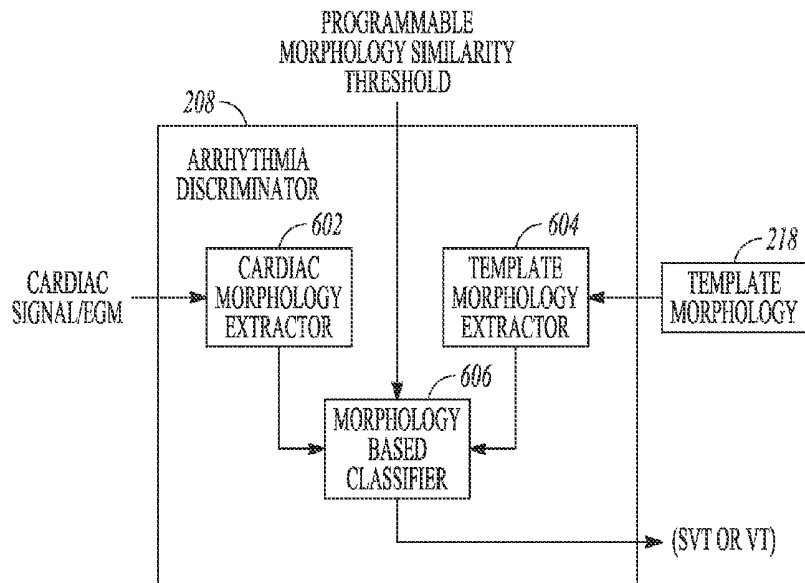 PROGRAMMABLE
MORPHOLOGY SIMILARITY
THRESHOLD
208
ARRHYTHMIA
DISCRIMINATOR
602
604
218
CARDIAC
SIGNAL/EGM
CARDIAC
MORPHOLOGY
EXTRACTOR
TEMPLATE
MORPHOLOGY
EXTRACTOR
TEMPLATE
MORPHOLOGY
606
MORPHOLOGY
BASED
CLASSIFIER
(SVT OR VT)